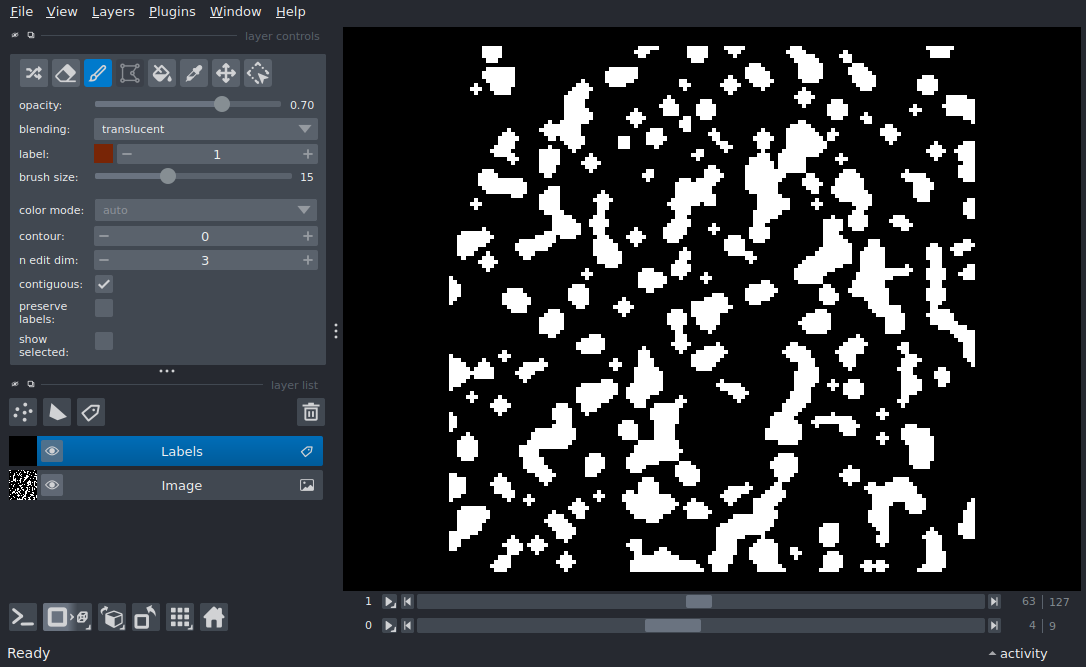 File View Layers Plugins Window Help
layer controls
opacity: 0.70
blending: translucent
label: 1
brush size: 15
color mode: auto
contour: 0
n edit dim: 3
contiguous:
preserve
labels:
show
selected:
layer list
Labels
Image
1 63 | 127
0 4 | 9
Ready activity